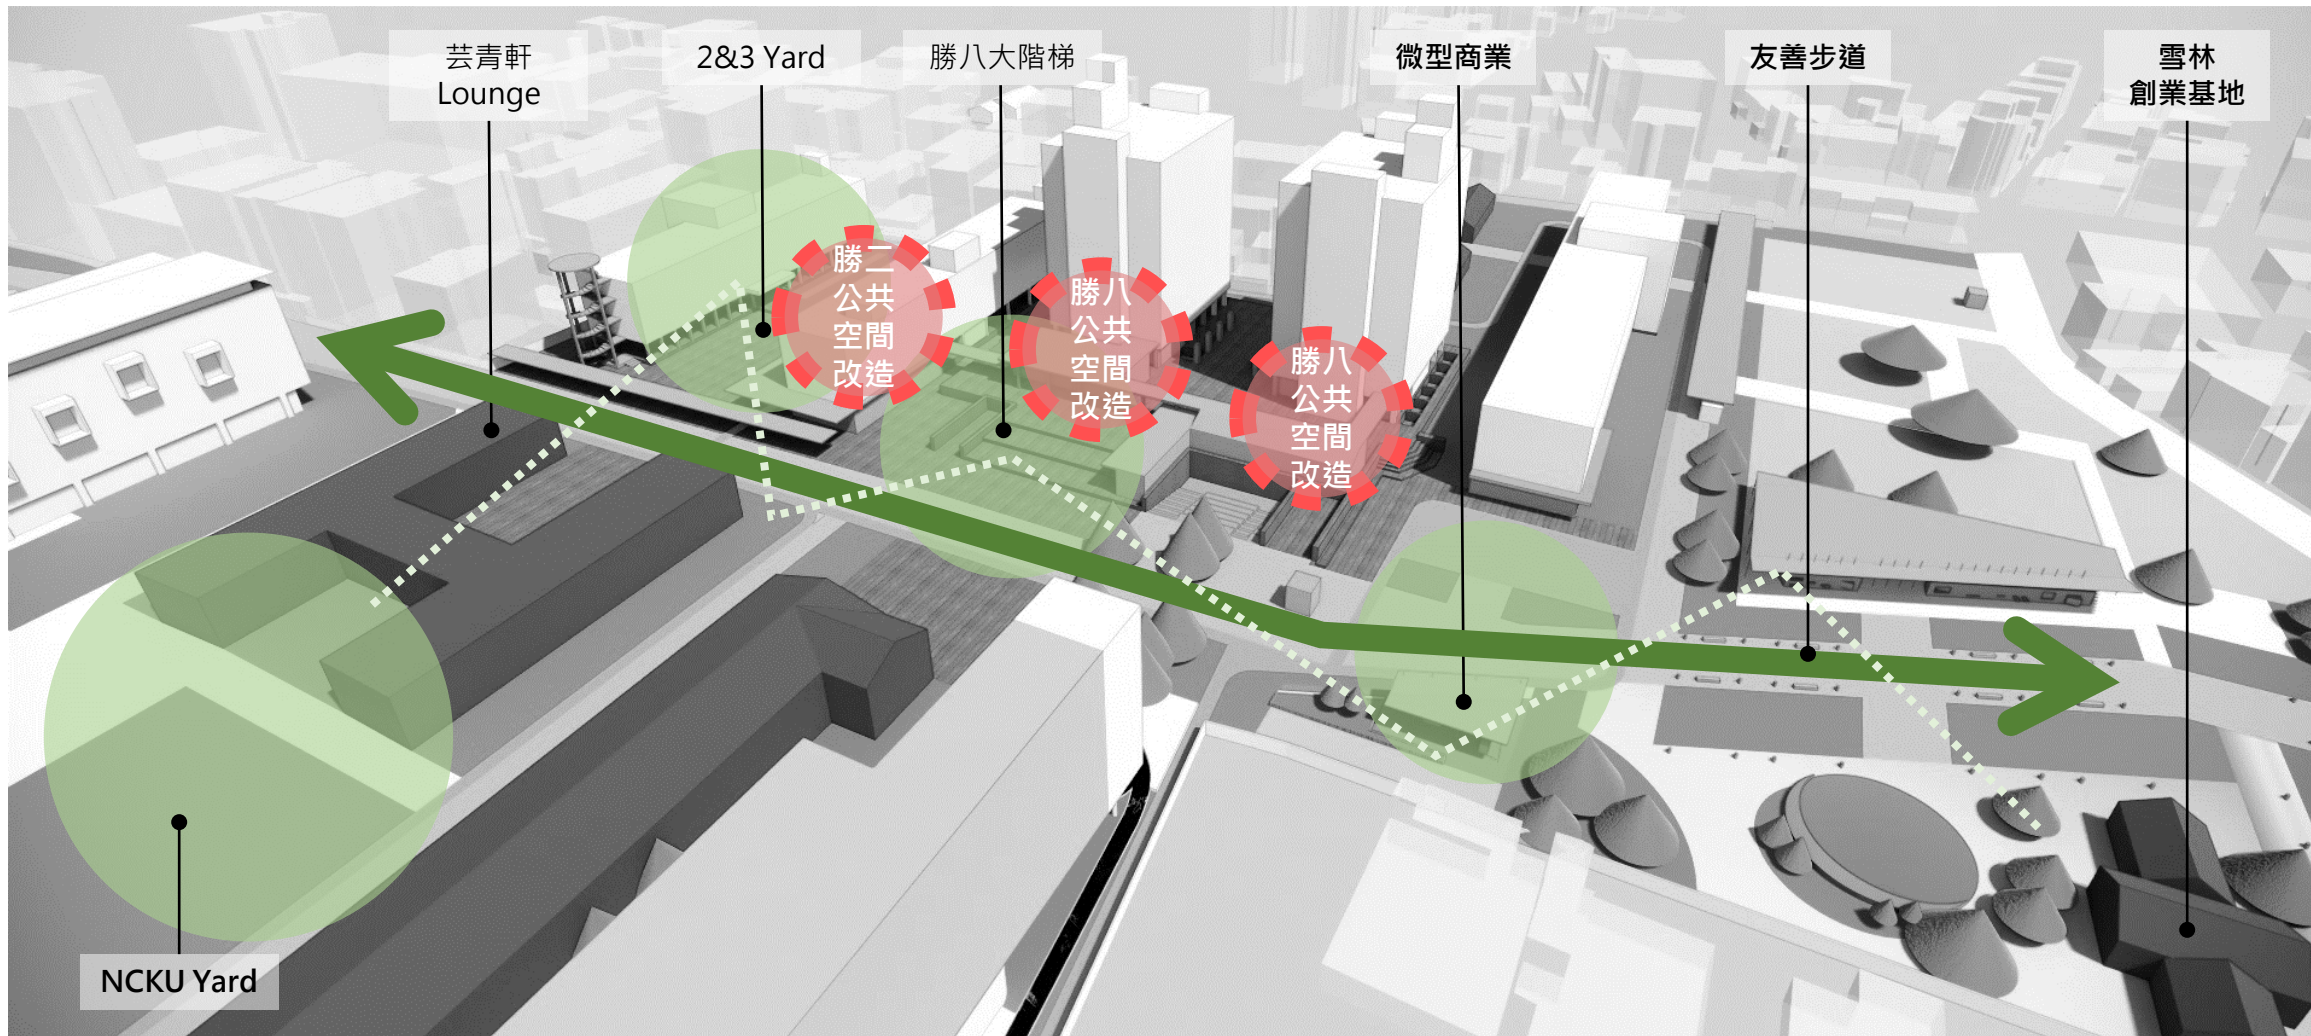 芸青軒
Lounge
2&3 Yard
勝八大階梯
微型商業
友善步道
雪林
創業基地
勝二
公共
空間
改造
勝八
公共
空間
改造
勝八
公共
空間
改造
NCKU Yard